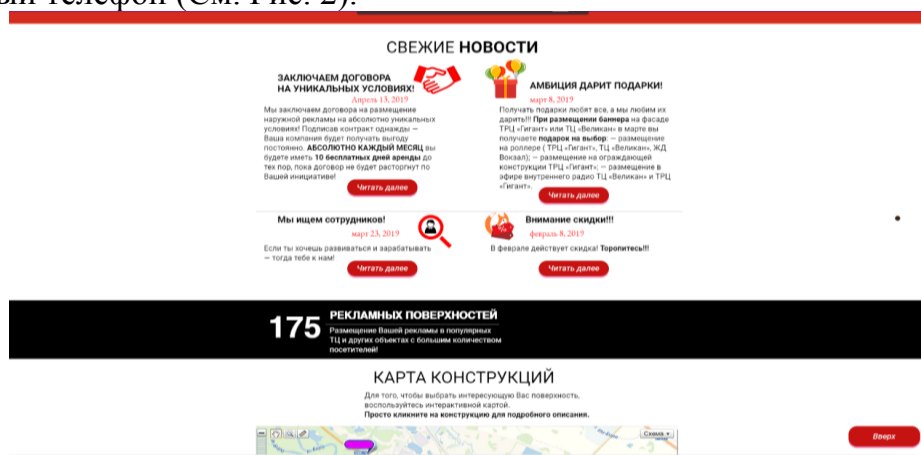 ый телефон (См. Рис. 2).
СВЕЖИЕ НОВОСТИ
ЗАКЛЮЧАЕМ ДОГОВОРА
НА УНИКАЛЬНЫХ УСЛОВИЯХ!
Апрель 13, 2019
Мы заключаем договора на размещение
наружной рекламы на абсолютно уникальных
условиях! Подписав контракт однажды —
Ваша компания будет получать выгоду
постоянно. АБСОЛЮТНО КАЖДЫЙ МЕСЯЦ вы
будете иметь 10 бесплатных дней аренды до
тех пор, пока договор не будет расторгнут по
Вашей инициативе!
Читать далее
АМБИЦИЯ ДАРИТ ПОДАРКИ!
март 8, 2019
Получать подарки любят все, а мы любим их
дарить!!! При размещении баннера на фасаде
ТРЦ «Гигант» или ТЦ «Великан» в марте вы
получаете подарок на выбор: — размещение
на роллере ( ТРЦ «Гигант», ТЦ «Великан», ЖД
Вокзал); — размещение на ограждающей
конструкции ТРЦ «Гигант»; — размещение в
эфире внутреннего радио ТЦ «Великан» и ТРЦ
«Гигант».
Читать далее
Мы ищем сотрудников!
март 23, 2019
Если ты хочешь развиваться и зарабатывать
— тогда тебе к нам!
Читать далее
Внимание скидки!!!
февраль 8, 2019
В феврале действует скидка! Торопитесь!!!
Читать далее
175
РЕКЛАМНЫХ ПОВЕРХНОСТЕЙ
Размещение Вашей рекламы в популярных
ТЦ и других объектах с большим количеством
посетителей!
КАРТА КОНСТРУКЦИЙ
Для того, чтобы выбрать интересующую Вас поверхность,
воспользуйтесь интерактивной картой.
Просто кликните на конструкцию для подробного описания.
Схема
Вверх